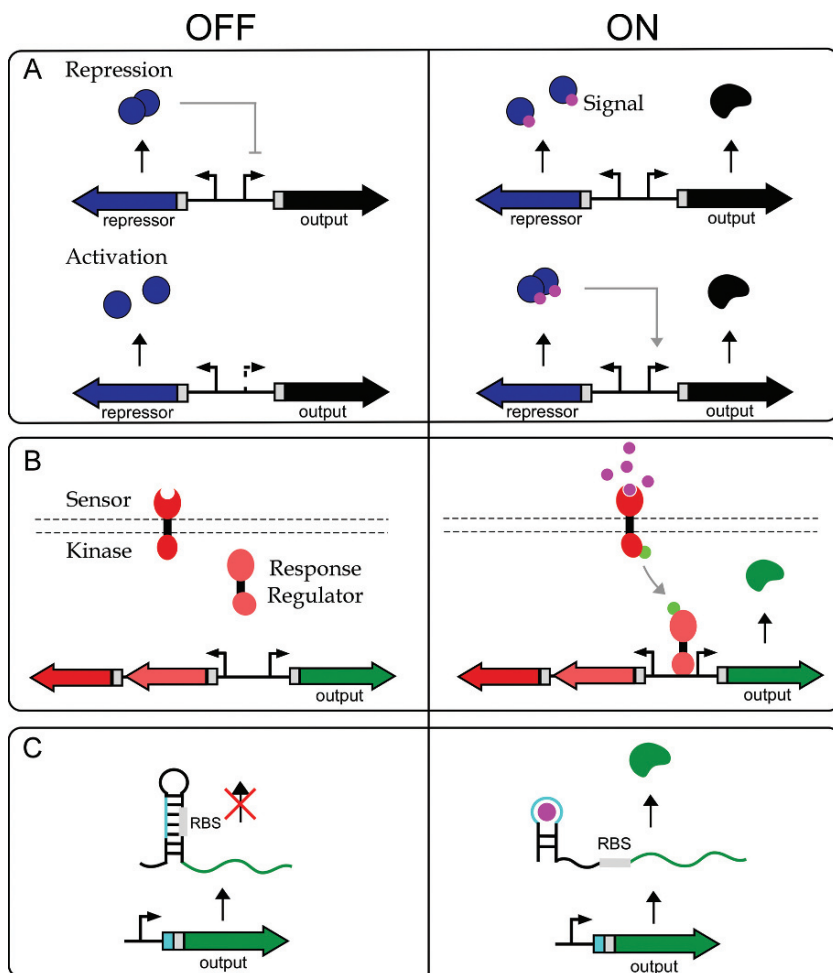 OFF
ON
A
Repression
Signal
repressor
output
repressor
output
Activation
repressor
output
repressor
output
B
Sensor
Kinase
Response
Regulator
output
output
C
RBS
RBS
output
output